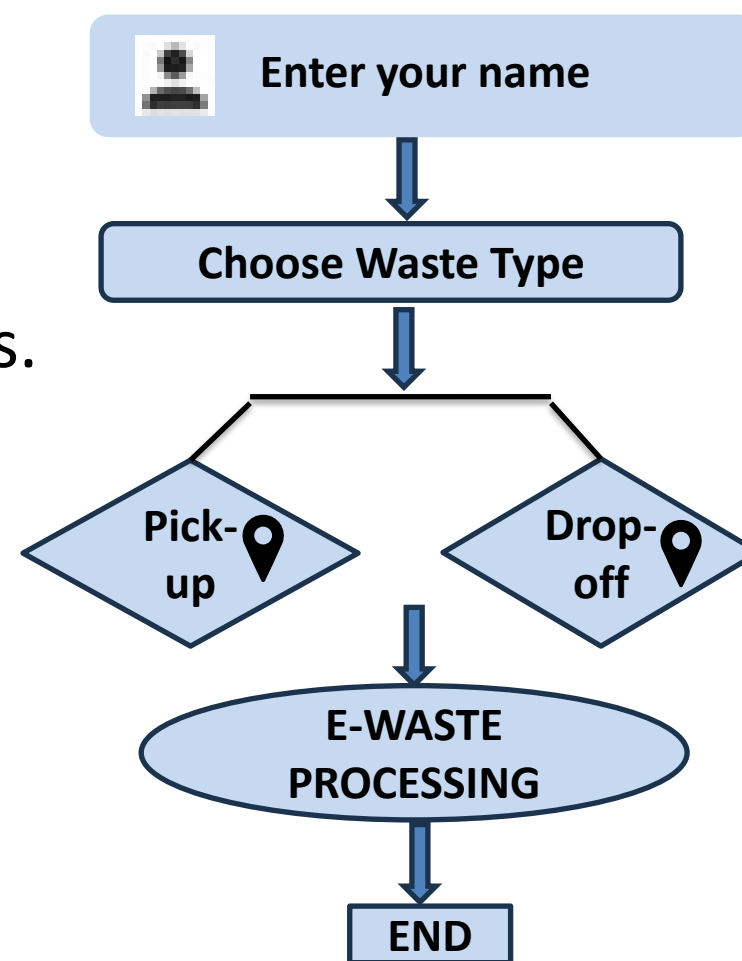 Enter your name
Choose Waste Type
s.
Pick-
up
Drop-
off
E-WASTE
PROCESSING
END